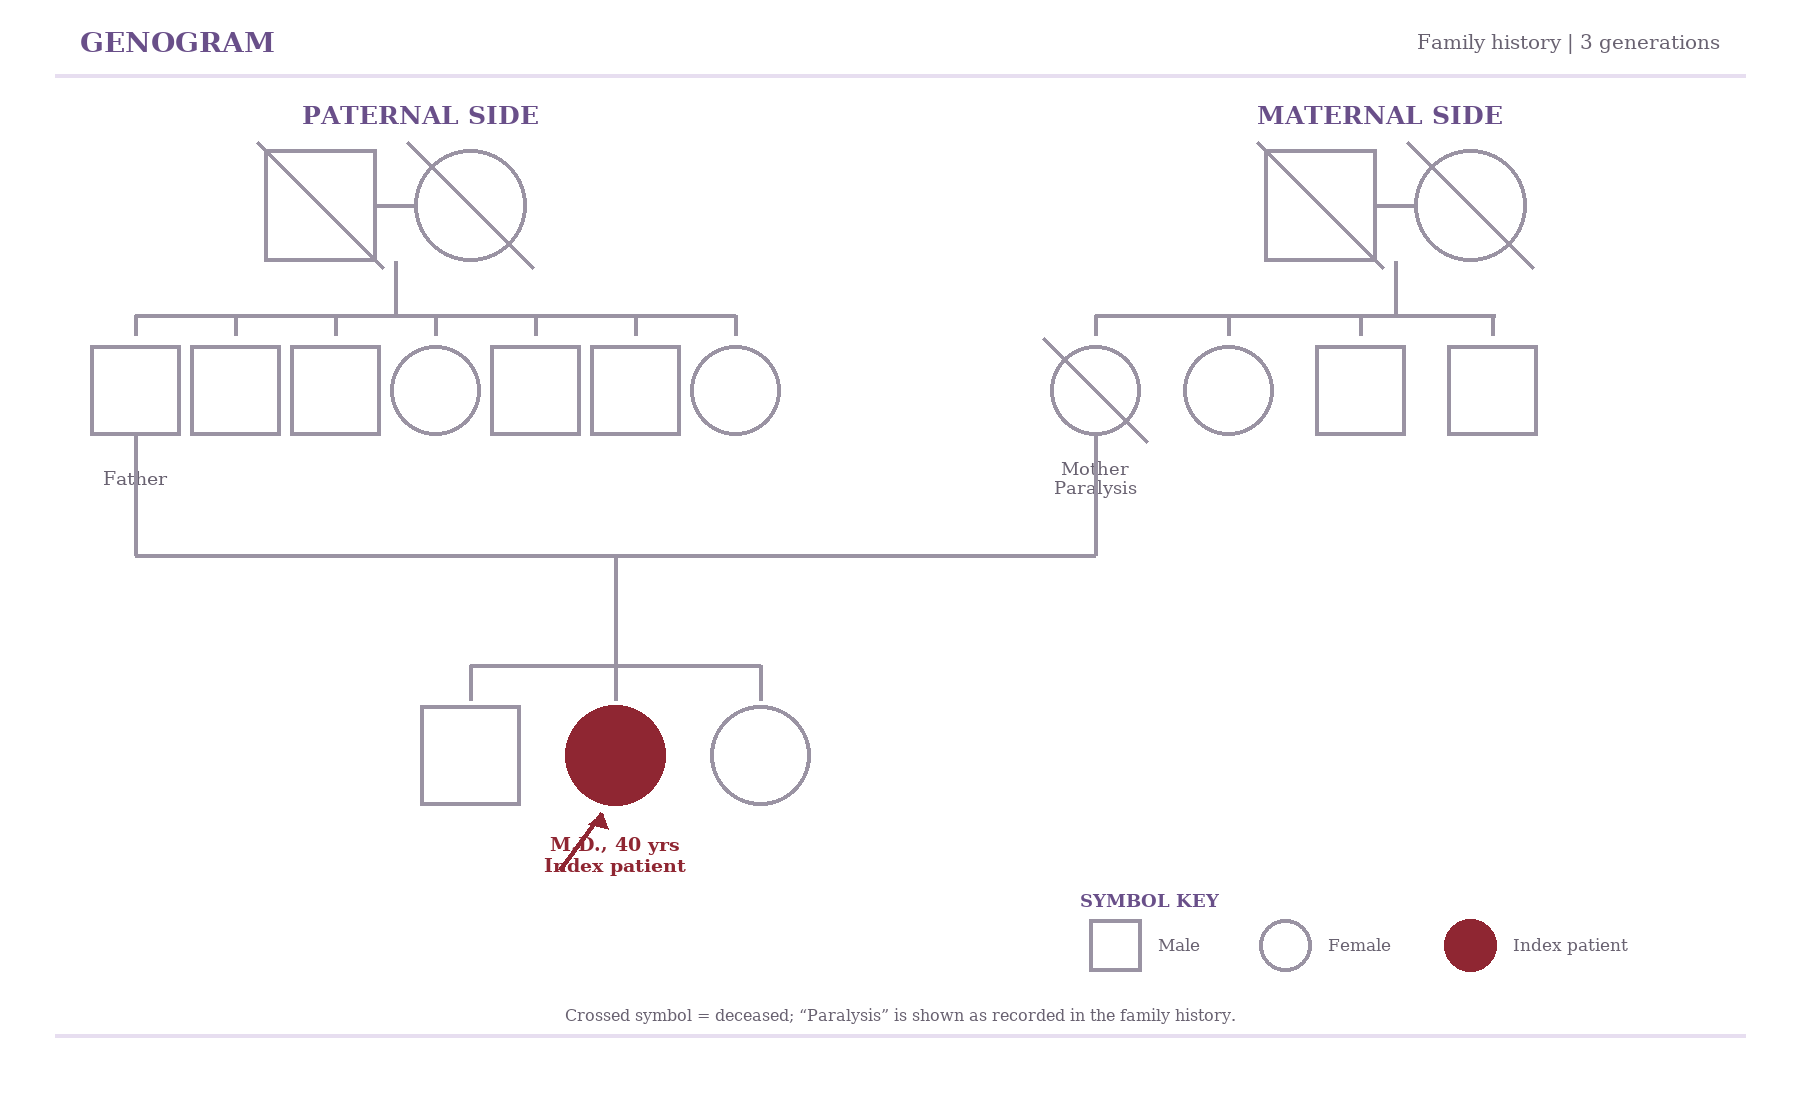 GENOGRAM
Family history | 3 generations
PATERNAL SIDE
MATERNAL SIDE
Father
Mother
Paralysis
M.D., 40 yrs
Index patient
SYMBOL KEY
Male
Female
Index patient
Crossed symbol = deceased; “Paralysis” is shown as recorded in the family history.